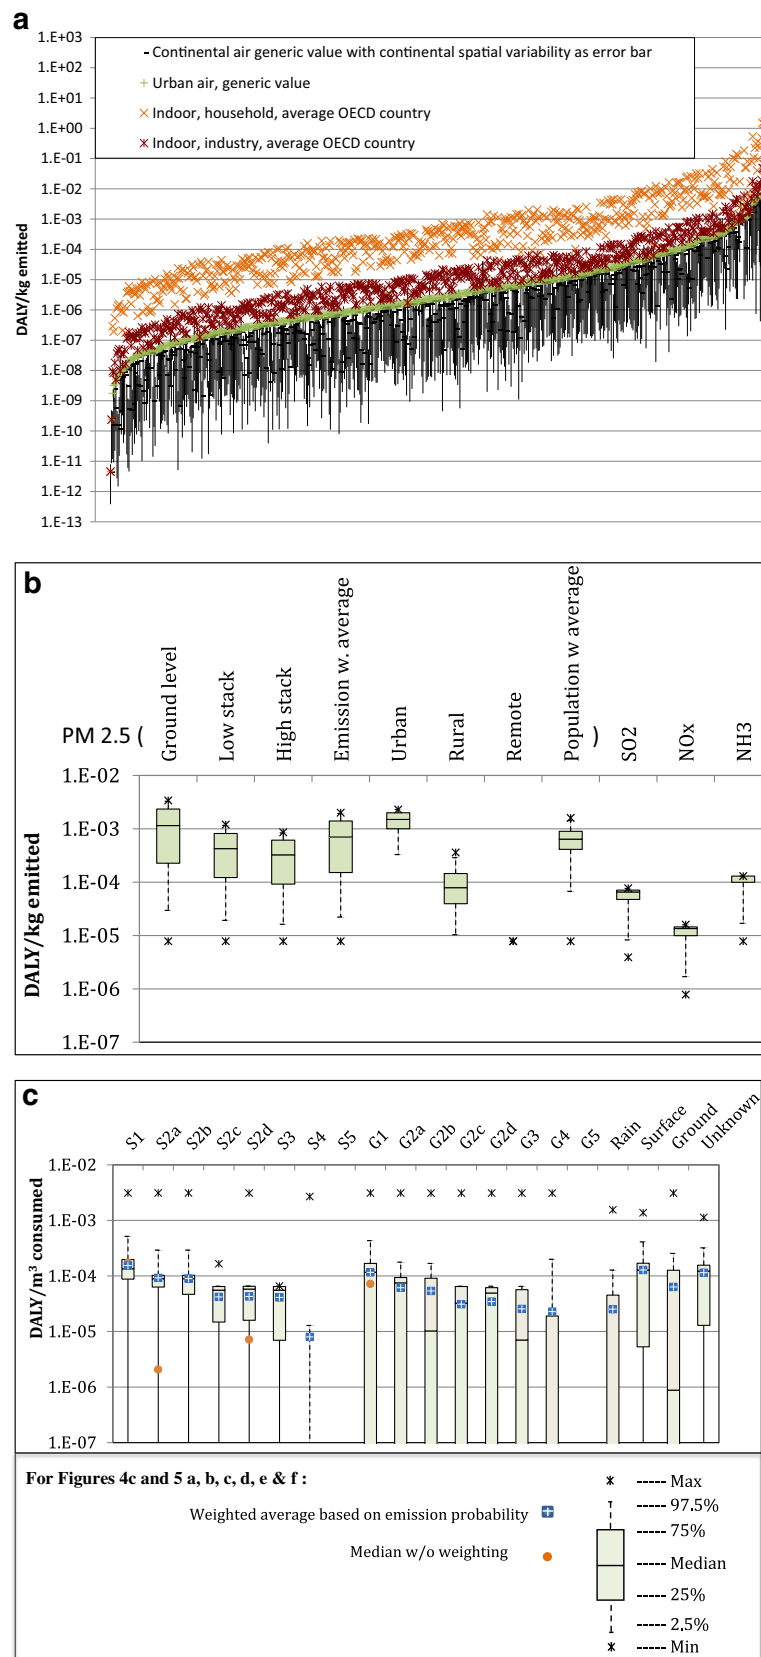 a
1.E+03
1.E+02
1.E+01
1.E+00
1.E-01
1.E-02
1.E-03
1.E-04
1.E-05
1.E-06
1.E-07
1.E-08
1.E-09
1.E-10
1.E-11
1.E-12
1.E-13
DALY/kg emitted
Continental air generic value with continental spatial variability as error bar
Urban air, generic value
Indoor, household, average OECD country
Indoor, industry, average OECD country
b
PM 2.5 (
Ground level
Low stack
High stack
Emission w. average
Urban
Rural
Remote
Population w average
)
SO2
NOx
NH3
1.E-02
1.E-03
1.E-04
1.E-05
1.E-06
1.E-07
DALY/kg emitted
c
S1
S2a
S2b
S2c
S2d
S3
S4
S5
G1
G2a
G2b
G2c
G2d
G3
G4
G5
Rain
Surface
Ground
Unknown
1.E-02
1.E-03
1.E-04
1.E-05
1.E-06
1.E-07
DALY/m³ consumed
For Figures 4c and 5 a, b, c, d, e & f :
Weighted average based on emission probability
Median w/o weighting
Max
97.5%
75%
Median
25%
2.5%
Min